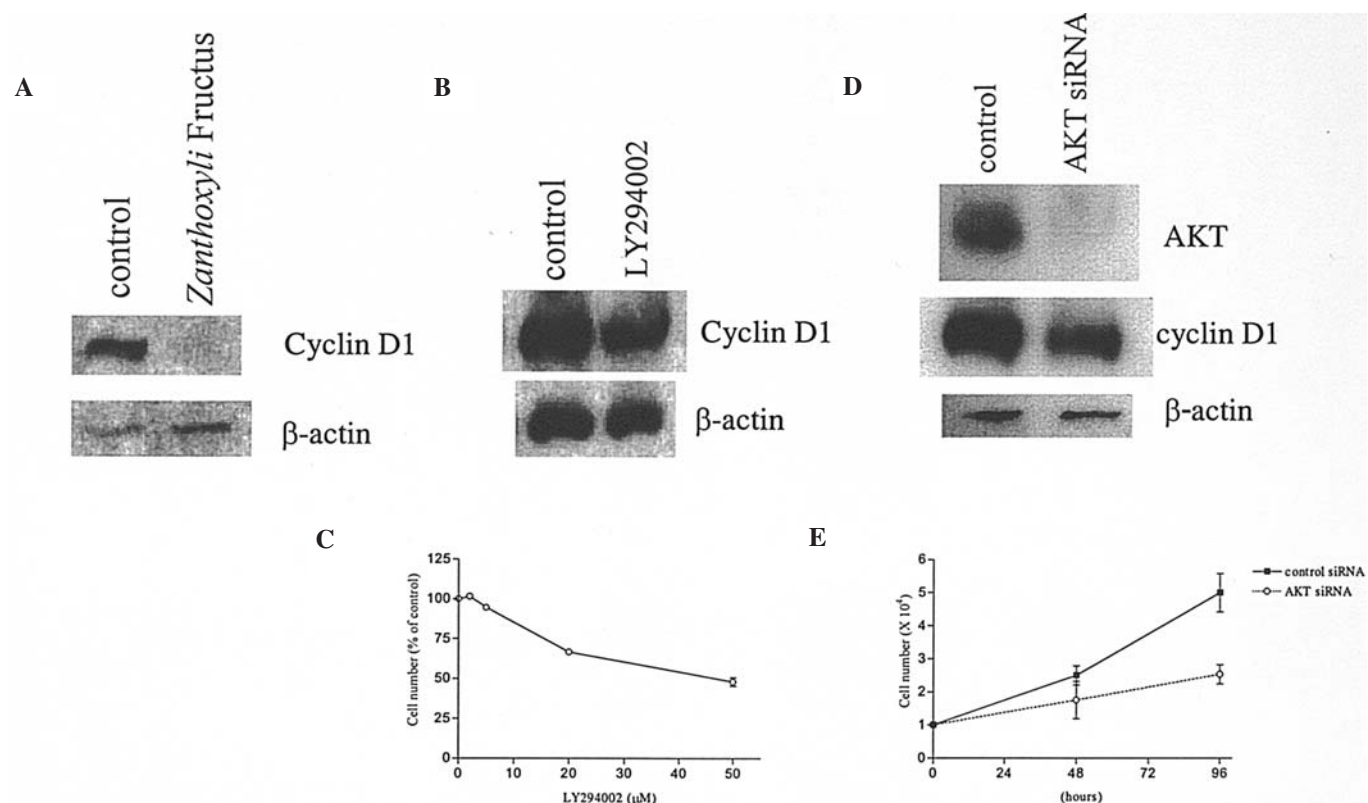 A
control
Zanthoxyli Fructus
Cyclin D1
β-actin
B
control
LY294002
Cyclin D1
β-actin
D
control
AKT siRNA
AKT
cyclin D1
β-actin
C
Cell number (% of control)
125
100
75
50
25
0
0 10 20 30 40 50
LY294002 (μM)
E
Cell number (X 10⁴)
6
5
4
3
2
1
0
0 24 48 72 96
(hours)
control siRNA
AKT siRNA